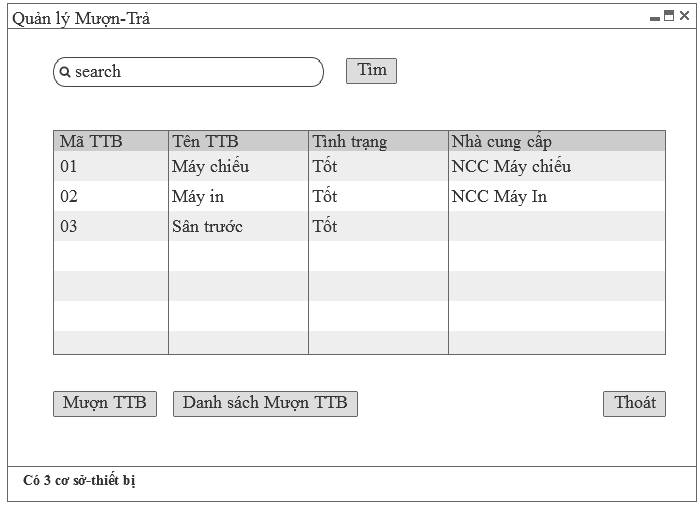 Quản lý Mượn-Trả
search
Tìm
Mã TTB Tên TTB Tình trạng Nhà cung cấp
01 Máy chiếu Tốt NCC Máy chiếu
02 Máy in Tốt NCC Máy In
03 Sân trước Tốt
Mượn TTB Danh sách Mượn TTB Thoát
Có 3 cơ sở-thiết bị